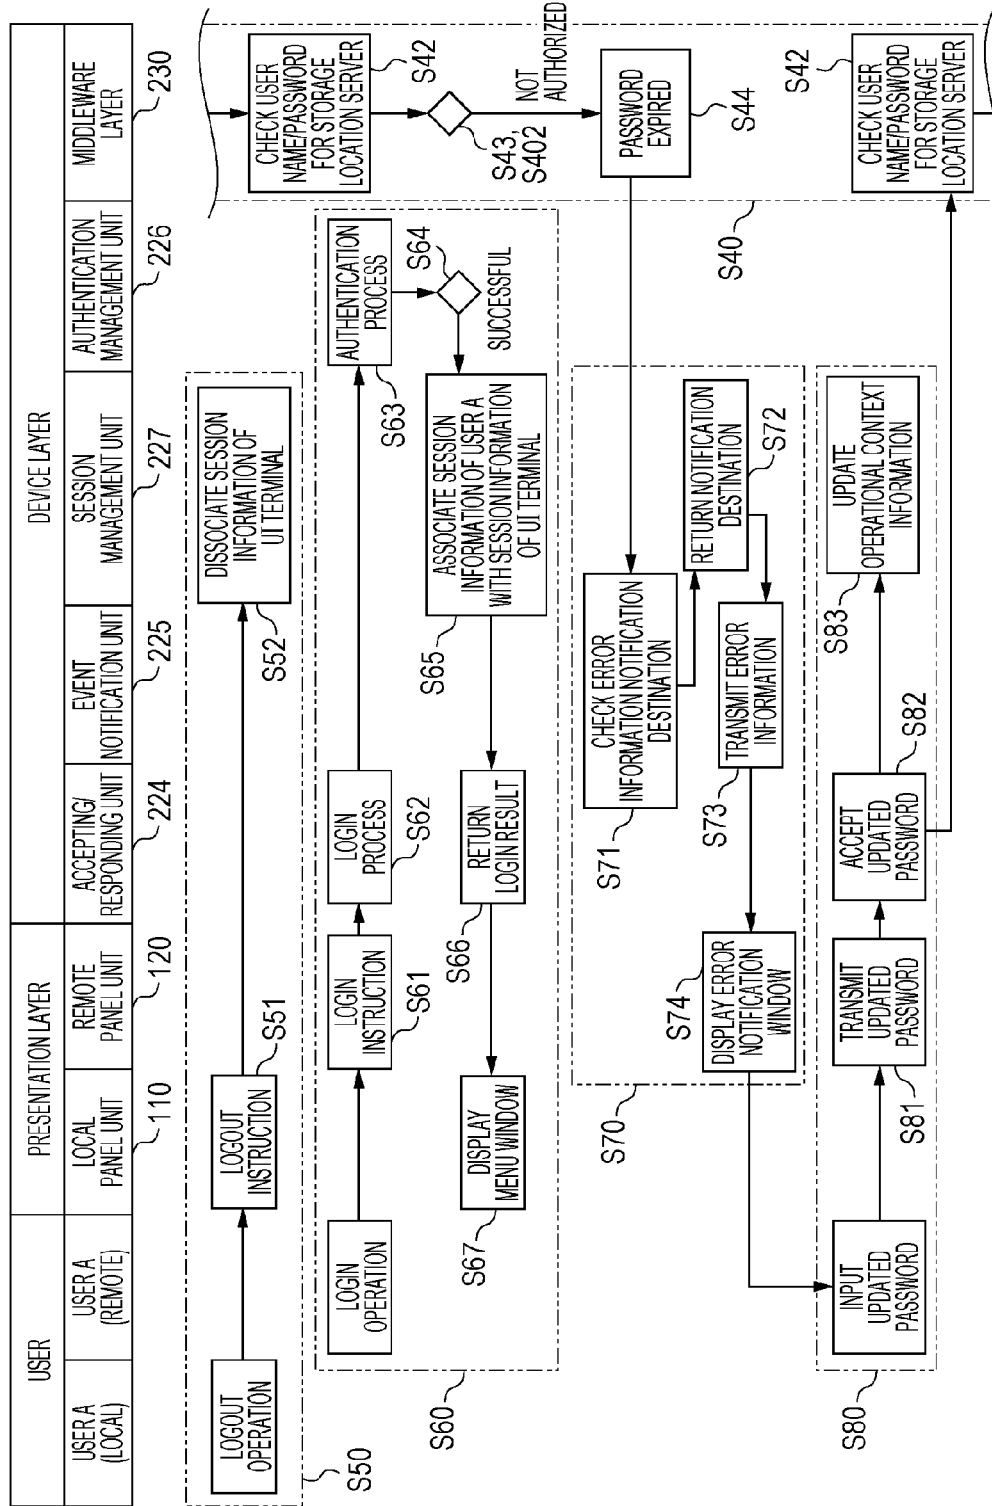 USER
PRESENTATION LAYER
DEVICE LAYER
USER A
(LOCAL)
USER A
(REMOTE)
LOCAL
PANEL UNIT
REMOTE
PANEL UNIT
ACCEPTING/
RESPONDING UNIT
EVENT
NOTIFICATION UNIT
SESSION
MANAGEMENT UNIT
AUTHENTICATION
MANAGEMENT UNIT
MIDDLEWARE
LAYER
110
120
224
225
227
226
230
LOGOUT
OPERATION
LOGOUT
INSTRUCTION
S51
DISSOCIATE SESSION
INFORMATION OF
UI TERMINAL
S52
S50
CHECK USER
NAME/PASSWORD
FOR STORAGE
LOCATION SERVER
S42
LOGIN
OPERATION
LOGIN
INSTRUCTION
S61
LOGIN
PROCESS
S62
AUTHENTICATION
PROCESS
S63
S64
SUCCESSFUL
ASSOCIATE SESSION
INFORMATION OF USER A
WITH SESSION INFORMATION
OF UI TERMINAL
S65
RETURN
LOGIN RESULT
S66
DISPLAY
MENU WINDOW
S67
S60
S43,
S402
NOT
AUTHORIZED
PASSWORD
EXPIRED
S44
S40
CHECK ERROR
INFORMATION NOTIFICATION
DESTINATION
S71
RETURN NOTIFICATION
DESTINATION
S72
TRANSMIT ERROR
INFORMATION
S73
DISPLAY ERROR
NOTIFICATION
WINDOW
S74
S70
INPUT
UPDATED
PASSWORD
TRANSMIT
UPDATED
PASSWORD
S81
ACCEPT
UPDATED
PASSWORD
S82
UPDATE
OPERATIONAL CONTEXT
INFORMATION
S83
S80
CHECK USER
NAME/PASSWORD
FOR STORAGE
LOCATION SERVER
S42